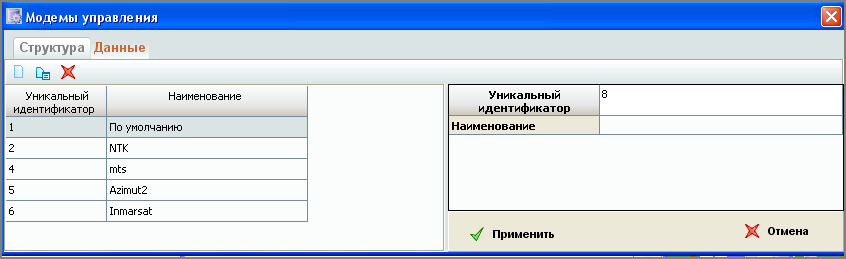 Модемы управления
Структура Данные
Уникальный идентификатор Наименование
1 По умолчанию
2 NTK
4 mts
5 Azimut2
6 Inmarsat
Уникальный идентификатор 8
Наименование
Применить Отмена